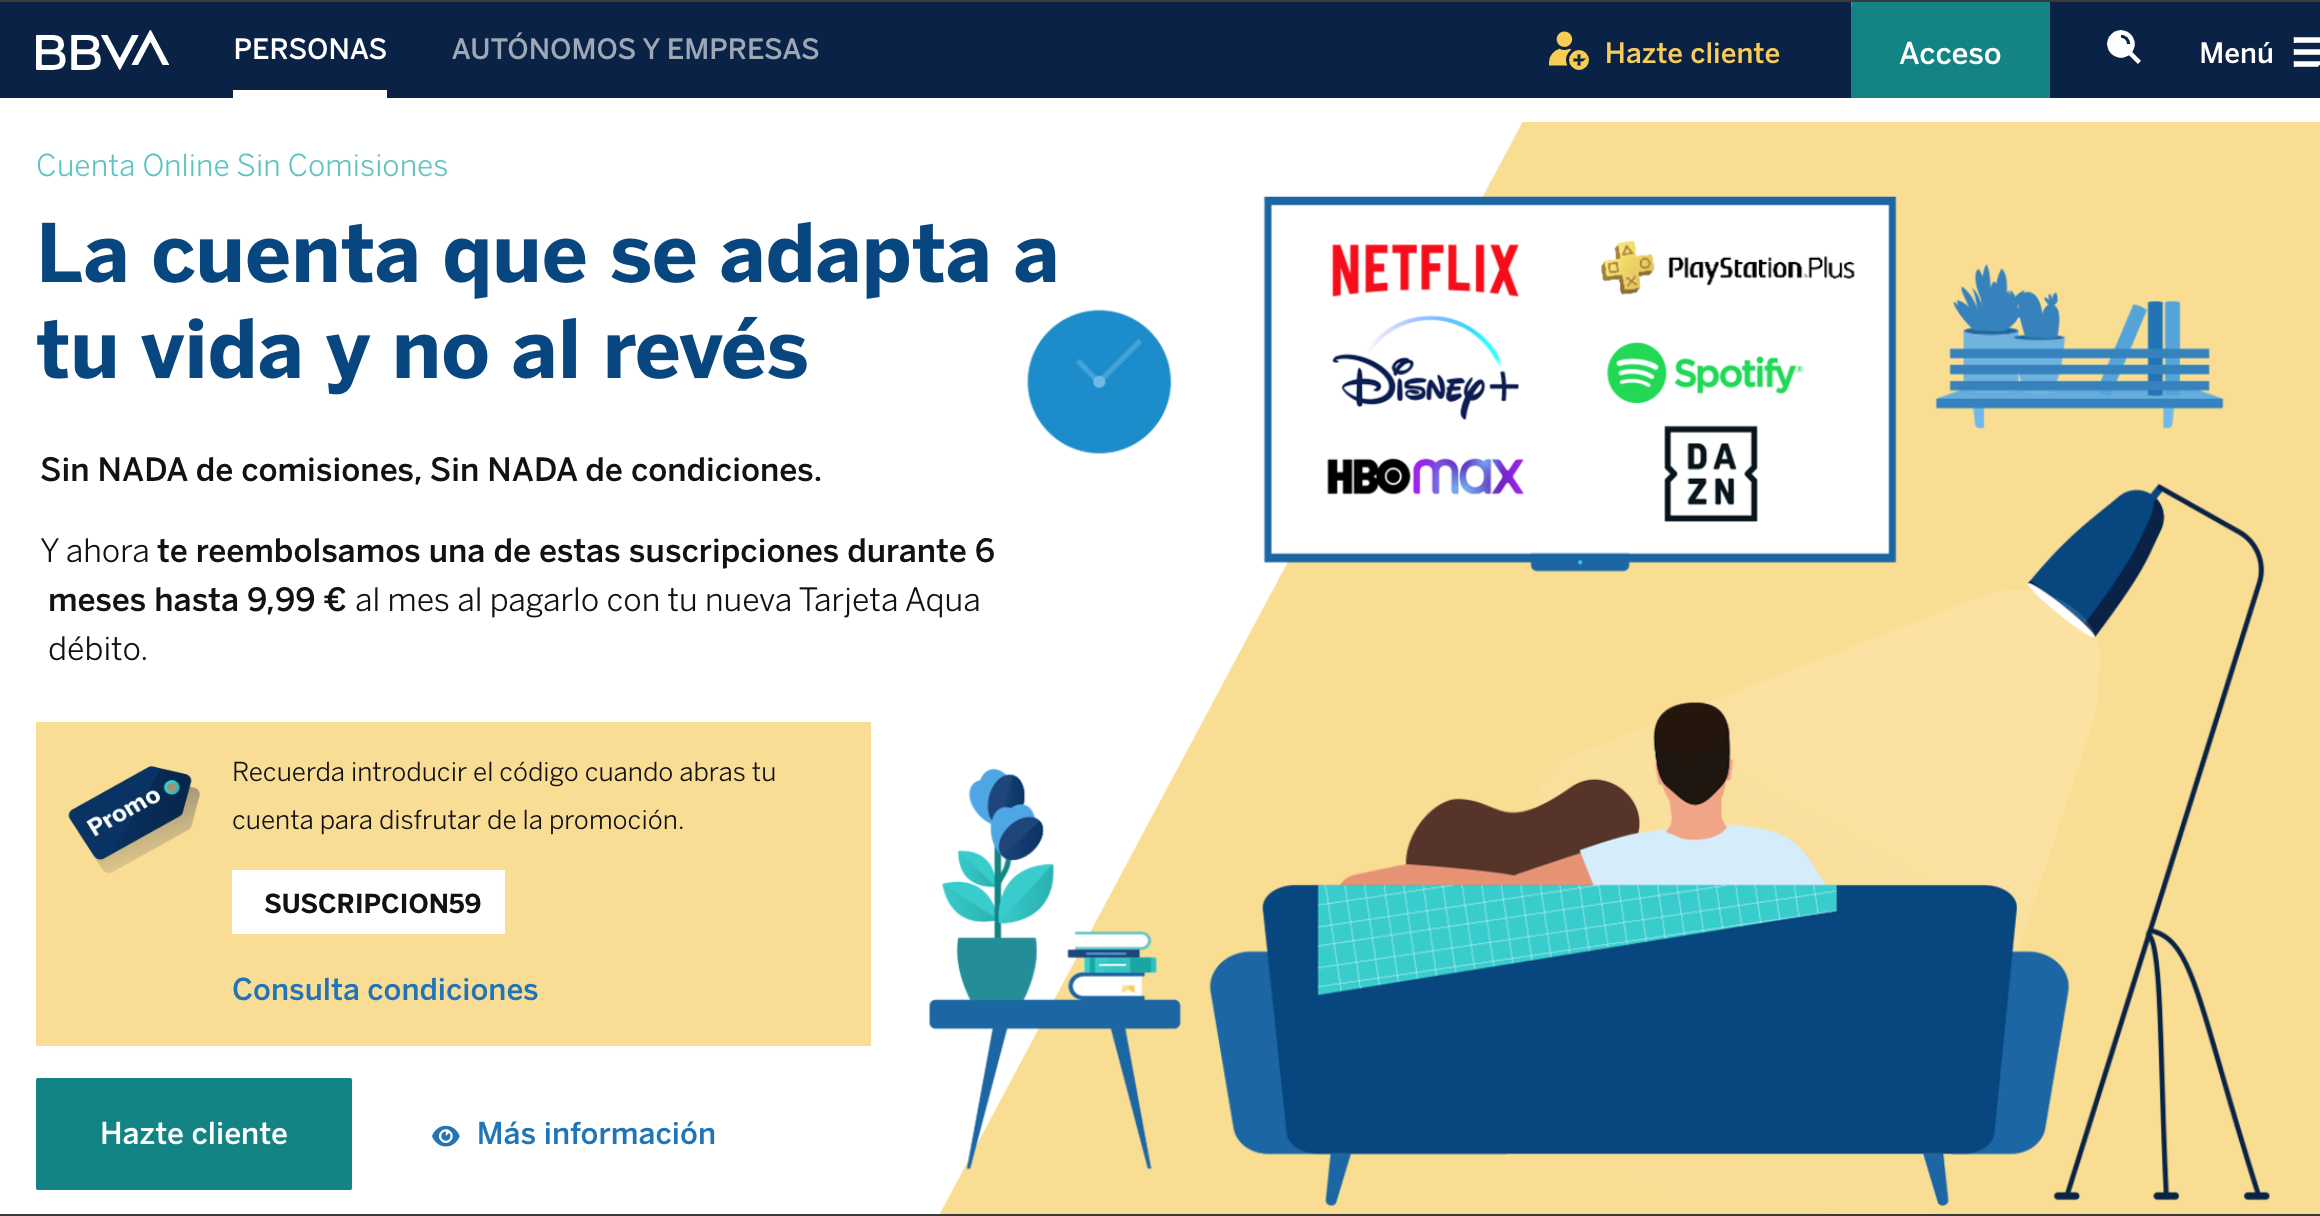 BBVA
PERSONAS
AUTÓNOMOS Y EMPRESAS
Hazte cliente
Acceso
Menú
Cuenta Online Sin Comisiones
La cuenta que se adapta a
tu vida y no al revés
Sin NADA de comisiones, Sin NADA de condiciones.
Y ahora te reembolsamos una de estas suscripciones durante 6
meses hasta 9,99 € al mes al pagarlo con tu nueva Tarjeta Aqua
débito.
Promo
Recuerda introducir el código cuando abras tu
cuenta para disfrutar de la promoción.
SUSCRIPCION59
Consulta condiciones
Hazte cliente
Más información
NETFLIX
PlayStation.Plus
Disney+
Spotify
HBOmax
DA
ZN